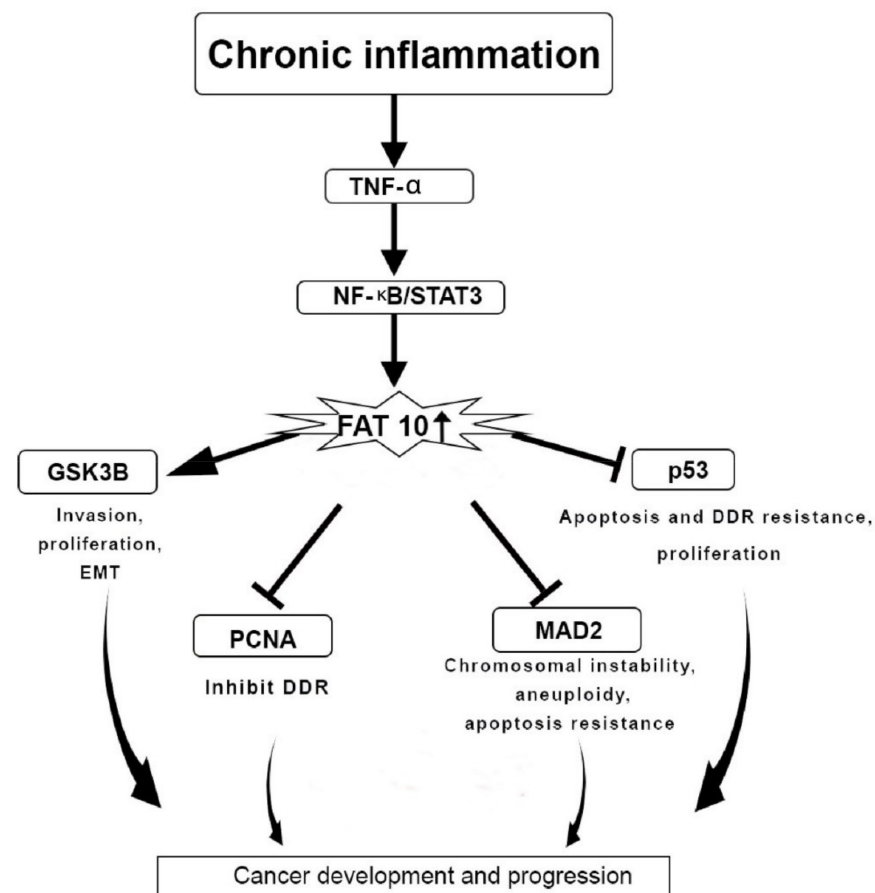 Chronic inflammation
TNF-α
NF-κB/STAT3
FAT 10↑
GSK3B
Invasion,
proliferation,
EMT
p53
Apoptosis and DDR resistance,
proliferation
PCNA
Inhibit DDR
MAD2
Chromosomal instability,
aneuploidy,
apoptosis resistance
Cancer development and progression